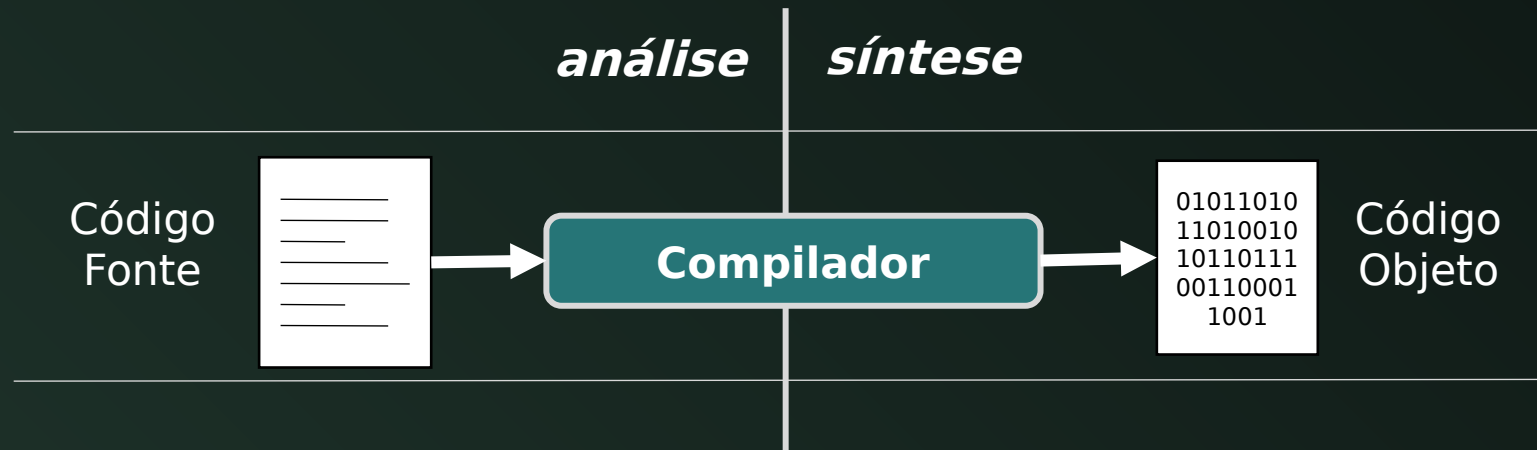 análise
síntese
Código
Fonte
Compilador
01011010
11010010
10110111
00110001
1001
Código
Objeto